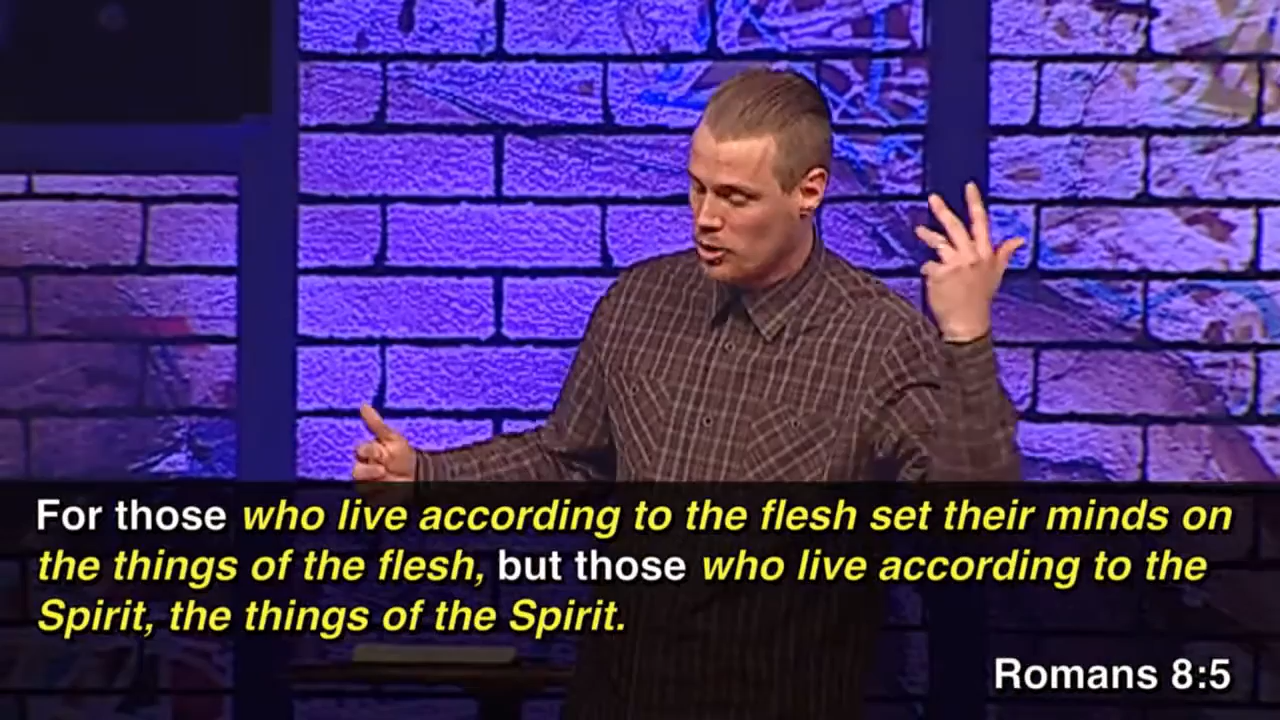 For those who live according to the flesh set their minds on
the things of the flesh, but those who live according to the
Spirit, the things of the Spirit.
Romans 8:5